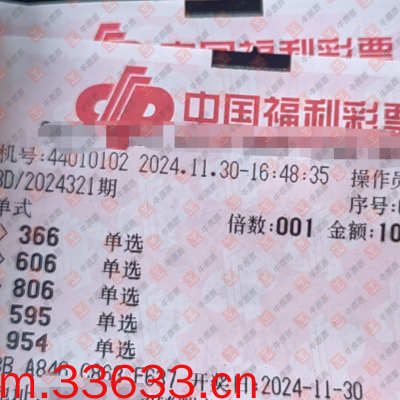 中国福利彩票
机号:44010102 2024.11.30-16:48:35 操作员
3D/2024321期 序号:
单式 倍数:001 金额:10
366 单选
606 单选
806 单选
595 单选
954 单选
m.33633.cn
开奖日:2024-11-30